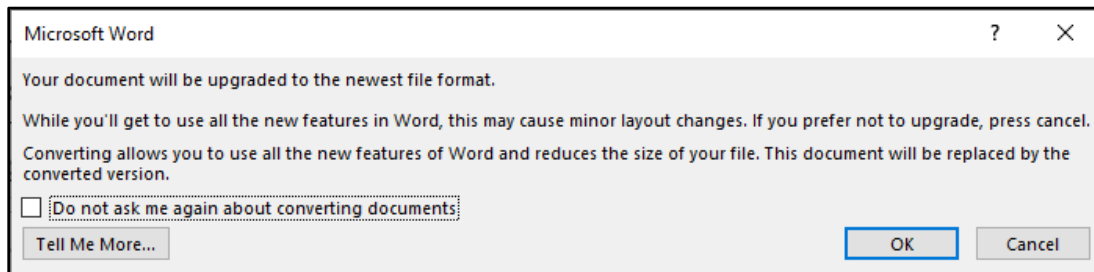 Microsoft Word
Your document will be upgraded to the newest file format.
While you'll get to use all the new features in Word, this may cause minor layout changes. If you prefer not to upgrade, press cancel.
Converting allows you to use all the new features of Word and reduces the size of your file. This document will be replaced by the
converted version.
Do not ask me again about converting documents
Tell Me More...
OK
Cancel